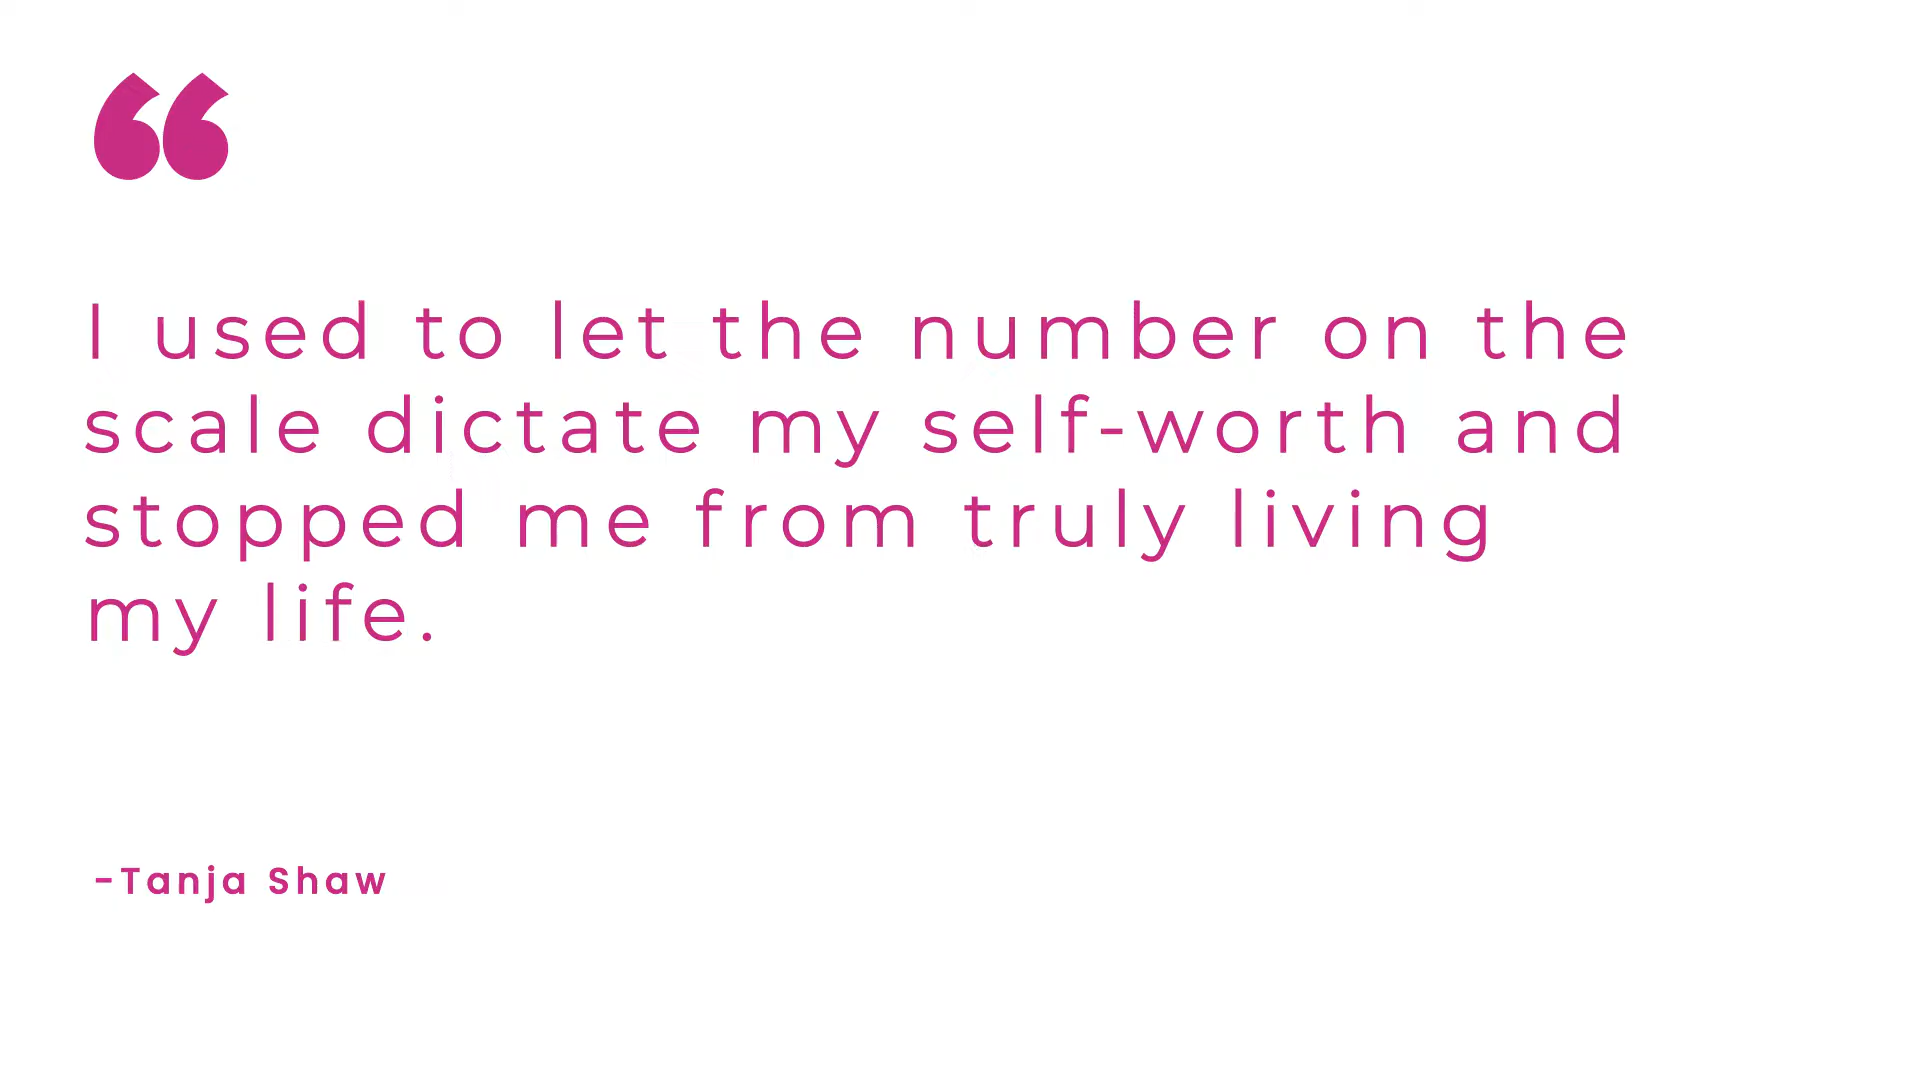 “
I used to let the number on the
scale dictate my self-worth and
stopped me from truly living
my life.
-Tanja Shaw